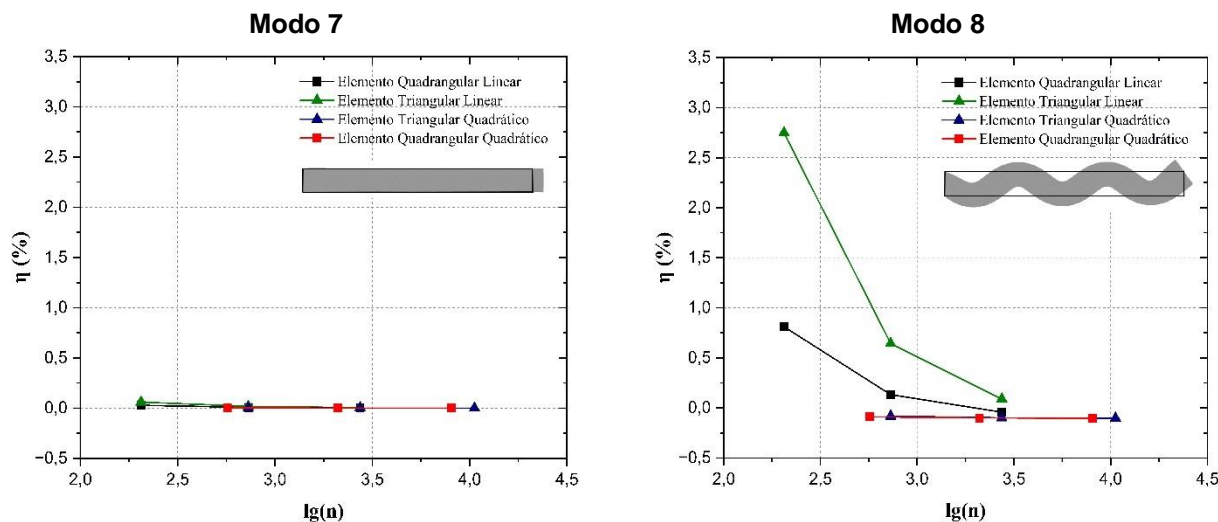 Modo 7
3,5
3,0
2,5
2,0
1,5
1,0
0,5
0,0
−0,5
η (%)
Elemento Quadrangular Linear
Elemento Triangular Linear
Elemento Triangular Quadrático
Elemento Quadrangular Quadrático
2,0 2,5 3,0 3,5 4,0 4,5
lg(n)
Modo 8
3,5
3,0
2,5
2,0
1,5
1,0
0,5
0,0
−0,5
η (%)
Elemento Quadrangular Linear
Elemento Triangular Linear
Elemento Triangular Quadrático
Elemento Quadrangular Quadrático
2,0 2,5 3,0 3,5 4,0 4,5
lg(n)